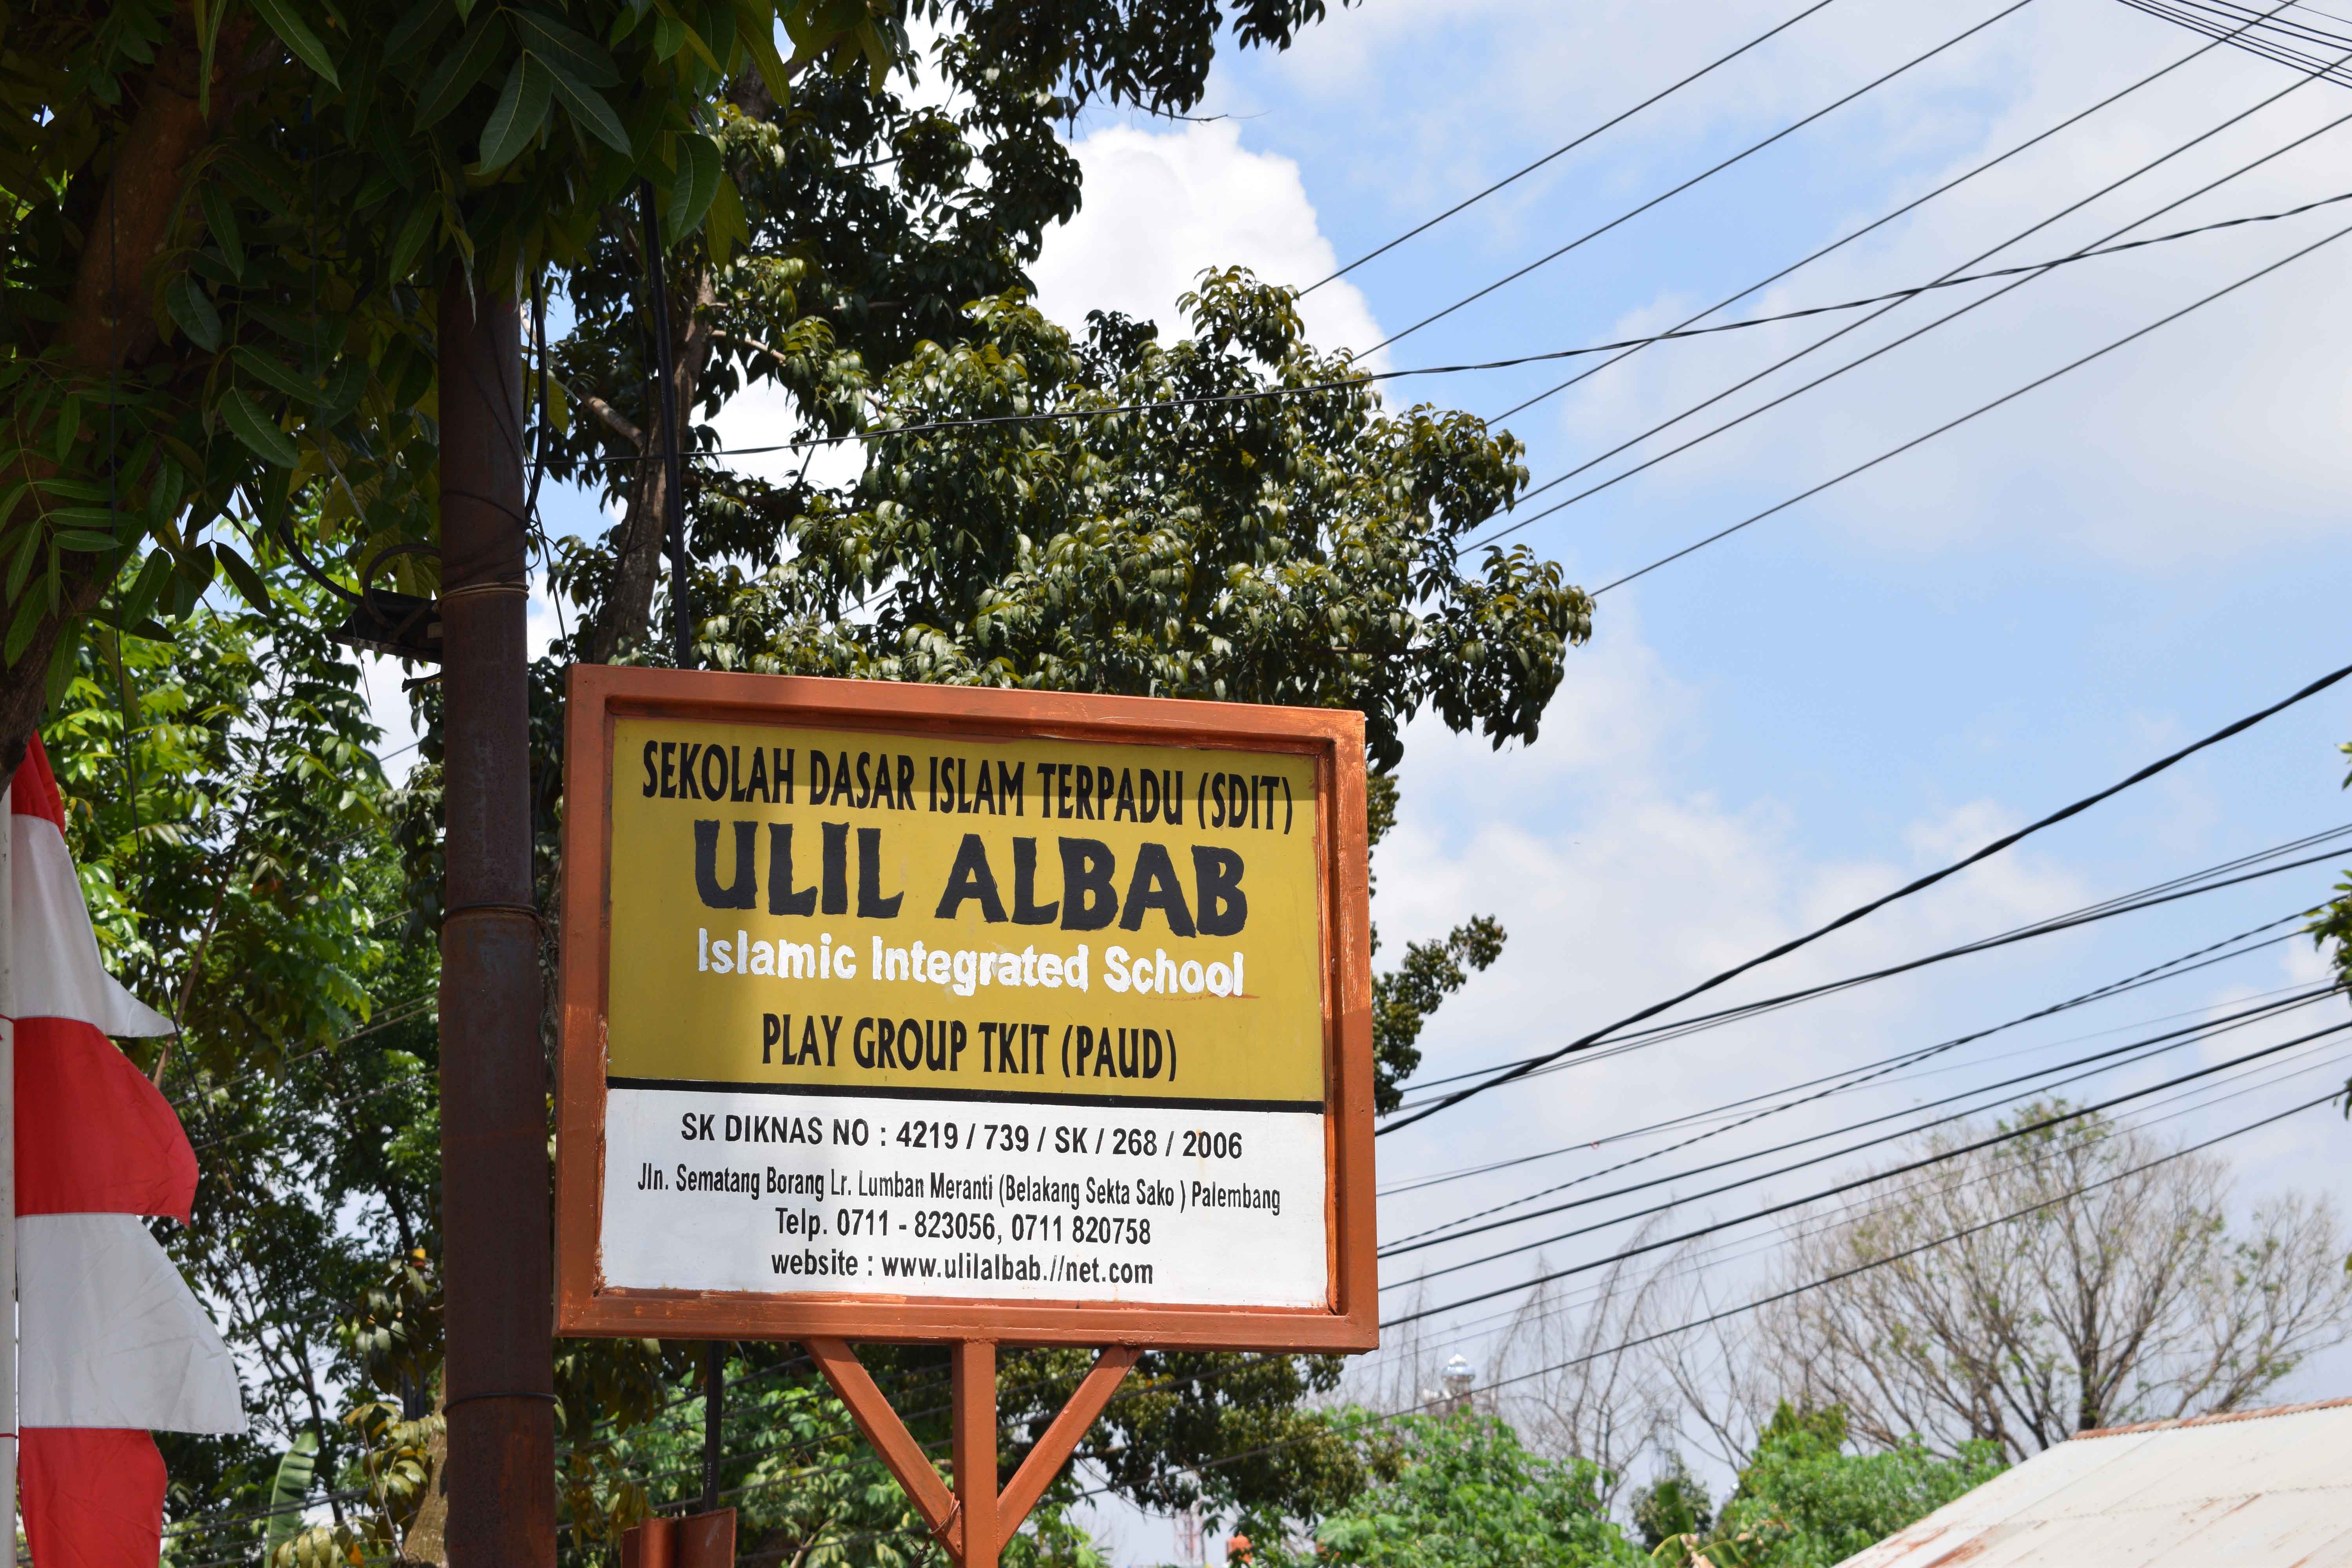 SEKOLAH DASAR ISLAM TERPADU (SDIT)
ULIL ALBAB
Islamic Integrated School
PLAY GROUP TKIT (PAUD)
SK DIKNAS NO : 4219 / 739 / SK / 268 / 2006
Jln. Sematang Borang Lr. Lumban Meranti (Belakang Sekta Sako ) Palembang
Telp. 0711 - 823056, 0711 820758
website : www.ulilalbab.//net.com